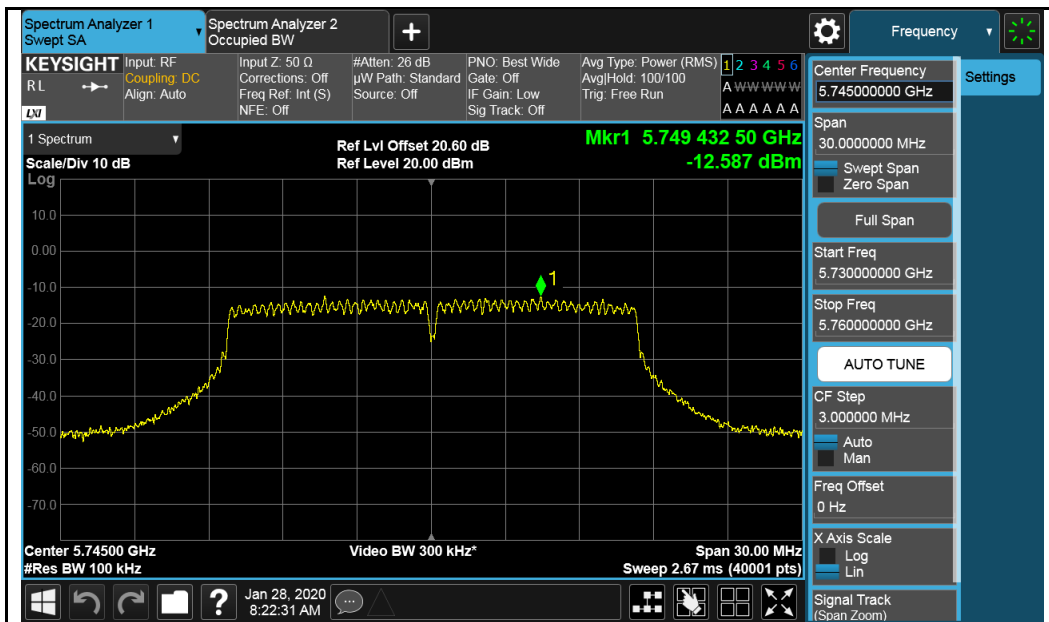 Spectrum Analyzer 1
Swept SA
Spectrum Analyzer 2
Occupied BW
Frequency
KEYSIGHT
R L
LXI
Input: RF
Coupling: DC
Align: Auto
Input Z: 50 Ω
Corrections: Off
Freq Ref: Int (S)
NFE: Off
#Atten: 26 dB
µW Path: Standard
Source: Off
PNO: Best Wide
Gate: Off
IF Gain: Low
Sig Track: Off
Avg Type: Power (RMS)
Avg|Hold: 100/100
Trig: Free Run
1 2 3 4 5 6
A W W W W W
A A A A A A
1 Spectrum
Scale/Div 10 dB
Log
Ref Lvl Offset 20.60 dB
Ref Level 20.00 dBm
Mkr1 5.749 432 50 GHz
-12.587 dBm
10.0
0.00
-10.0
-20.0
-30.0
-40.0
-50.0
-60.0
-70.0
1
Center 5.74500 GHz
#Res BW 100 kHz
Video BW 300 kHz*
Span 30.00 MHz
Sweep 2.67 ms (40001 pts)
Jan 28, 2020
8:22:31 AM
?
Center Frequency
5.745000000 GHz
Settings
Span
30.0000000 MHz
Swept Span
Zero Span
Full Span
Start Freq
5.730000000 GHz
Stop Freq
5.760000000 GHz
AUTO TUNE
CF Step
3.000000 MHz
Auto
Man
Freq Offset
0 Hz
X Axis Scale
Log
Lin
Signal Track
(Span Zoom)